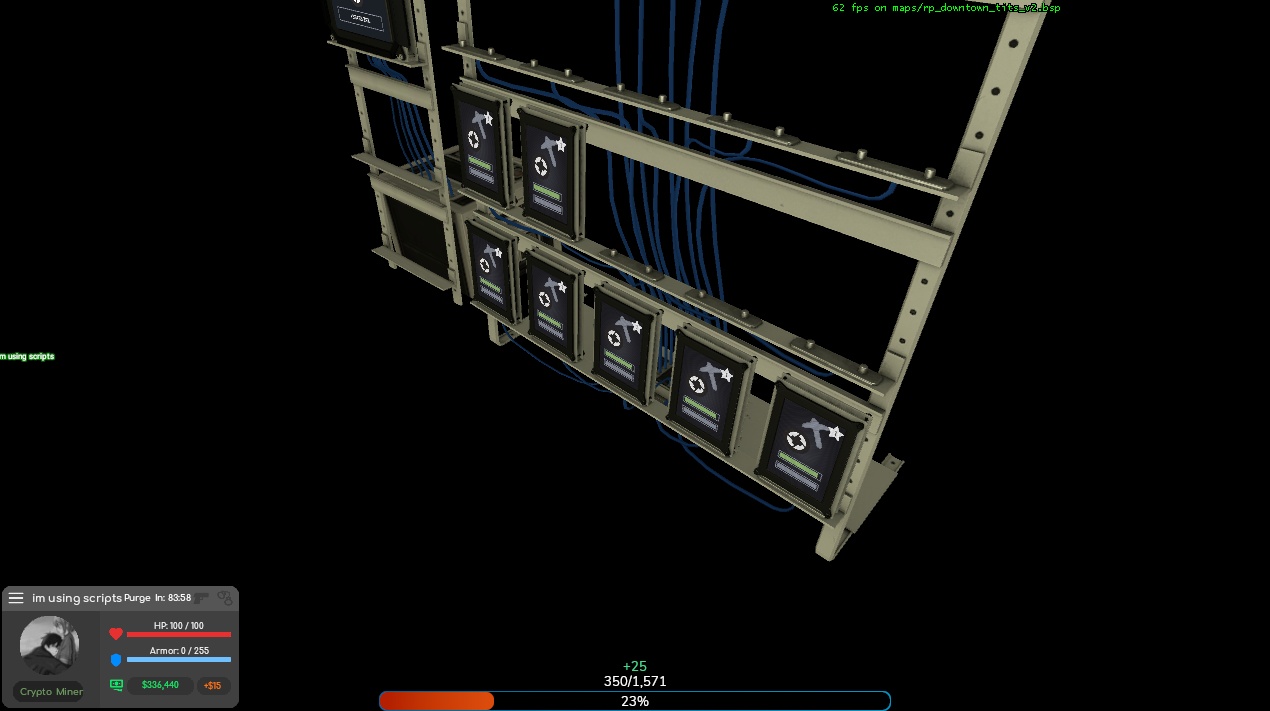 62 fps on maps/rp_downtown_tits_v2.bsp
im using scripts
im using scripts Purge In: 83:58
HP: 100 / 100
Armor: 0 / 255
$336,440 +$15
Crypto Miner
+25
350/1,571
23%